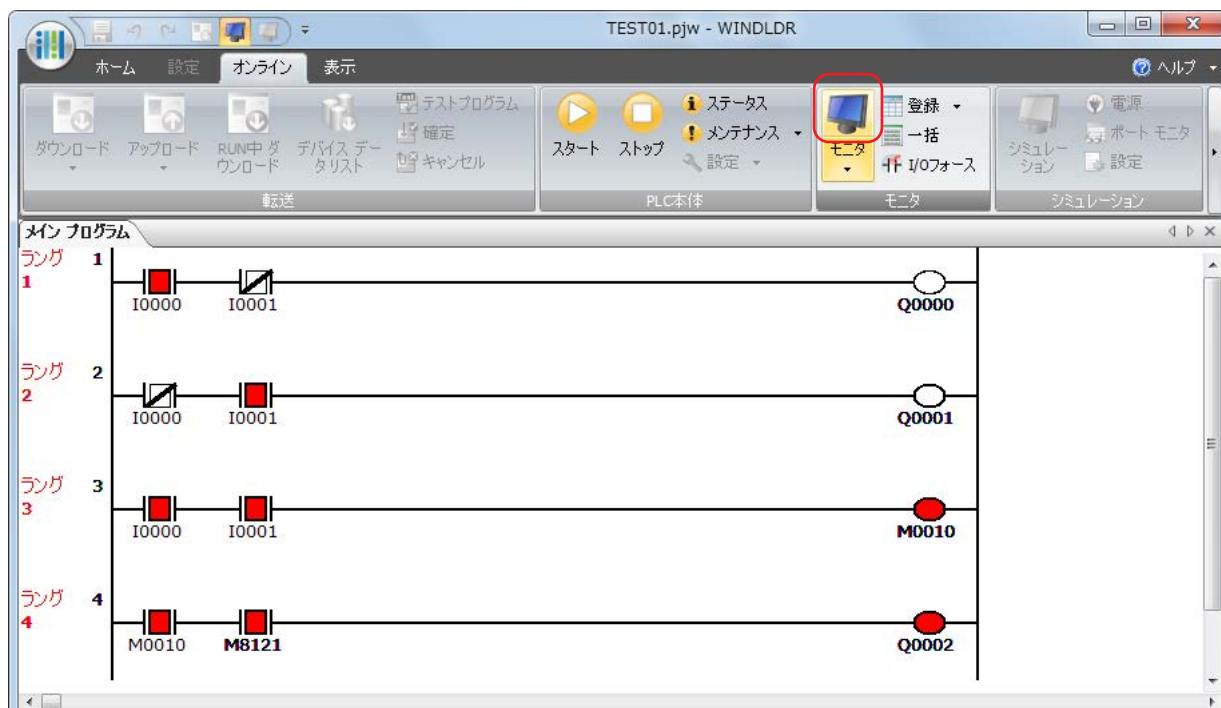 TEST01.pjw - WINDLDR
ホーム 設定 オンライン 表示 ヘルプ
ダウンロード
アップロード
RUN中 ダウンロード
デバイス データリスト
テストプログラム
確定
キャンセル
転送
スタート
ストップ
ステータス
メンテナンス
設定
PLC本体
モニタ
登録
一括
I/Oフォース
モニタ
シミュレーション
電源
ポート モニタ
設定
シミュレーション
メイン プログラム
ラング 1
1
I0000 I0001 Q0000
ラング 2
2
I0000 I0001 Q0001
ラング 3
3
I0000 I0001 M0010
ラング 4
4
M0010 M8121 Q0002